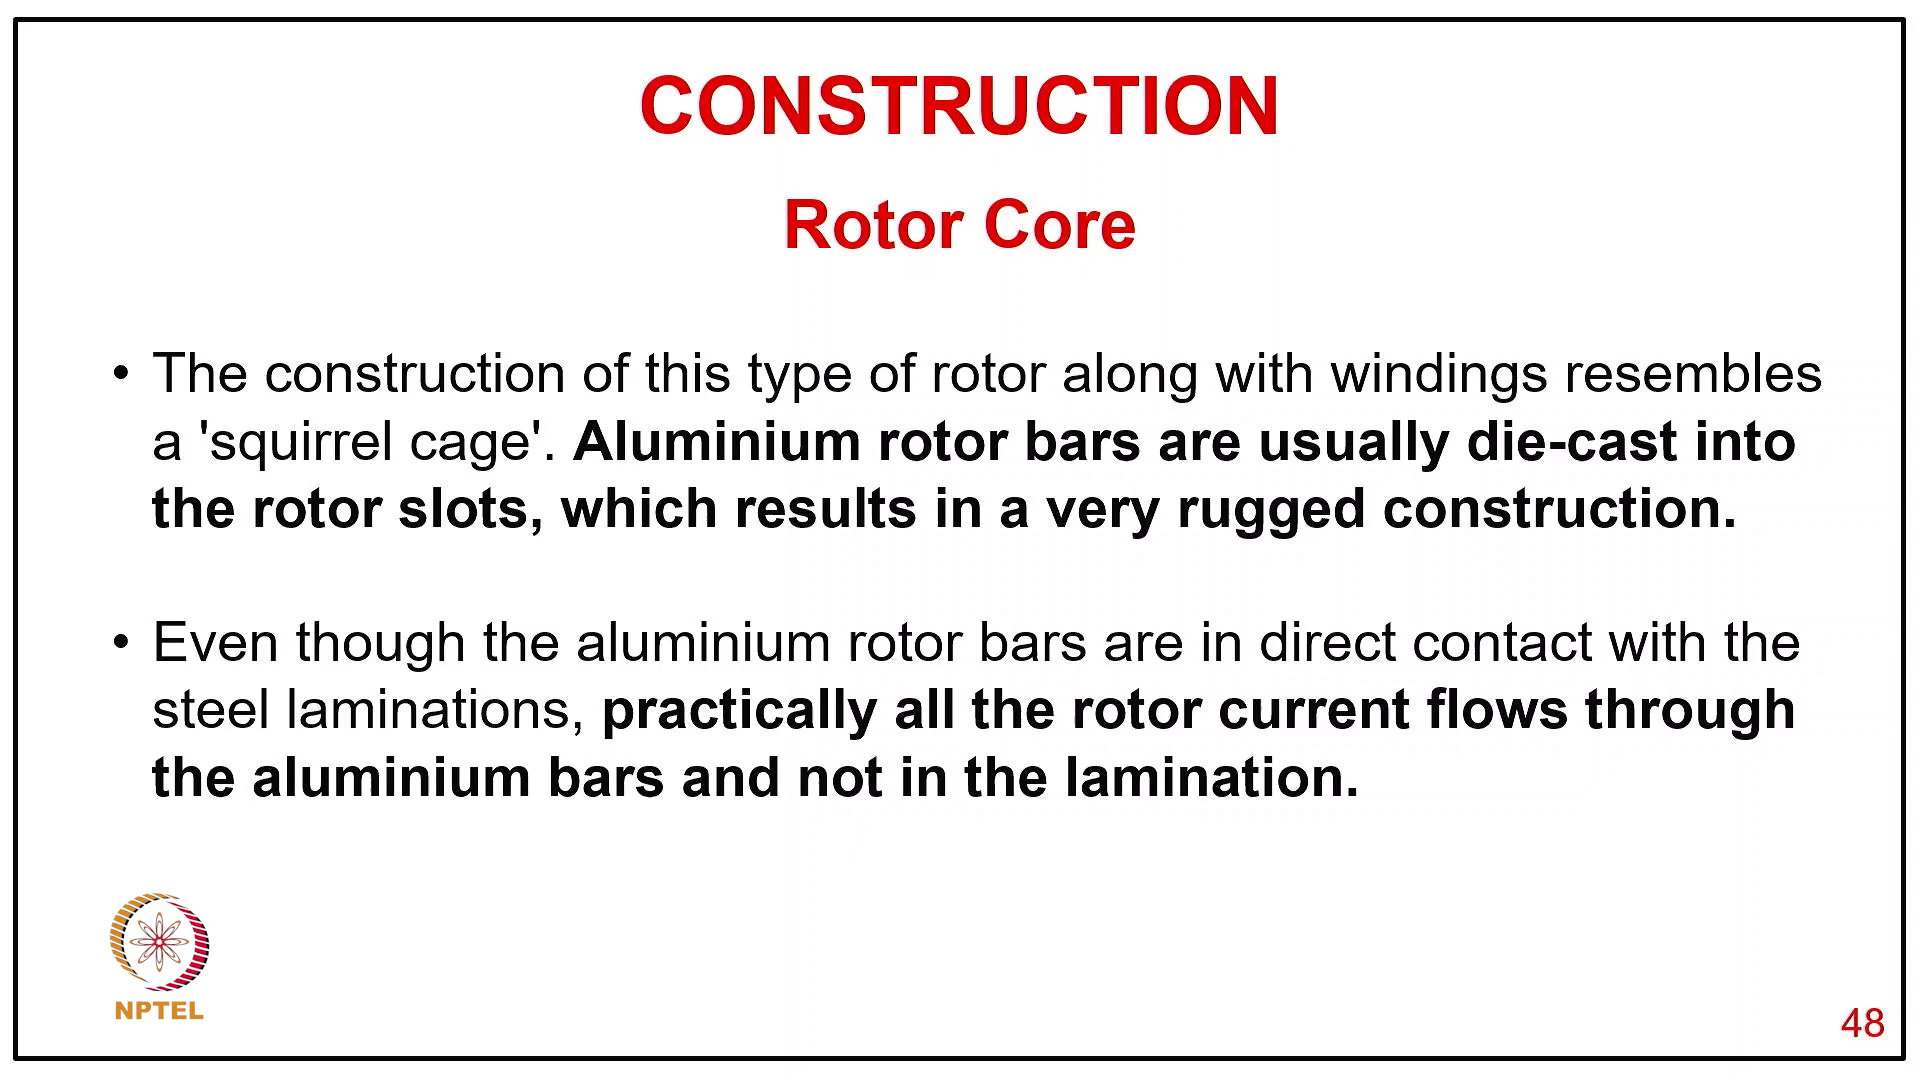 CONSTRUCTION
Rotor Core
• The construction of this type of rotor along with windings resembles
a 'squirrel cage'. Aluminium rotor bars are usually die-cast into
the rotor slots, which results in a very rugged construction.
• Even though the aluminium rotor bars are in direct contact with the
steel laminations, practically all the rotor current flows through
the aluminium bars and not in the lamination.
NPTEL
48